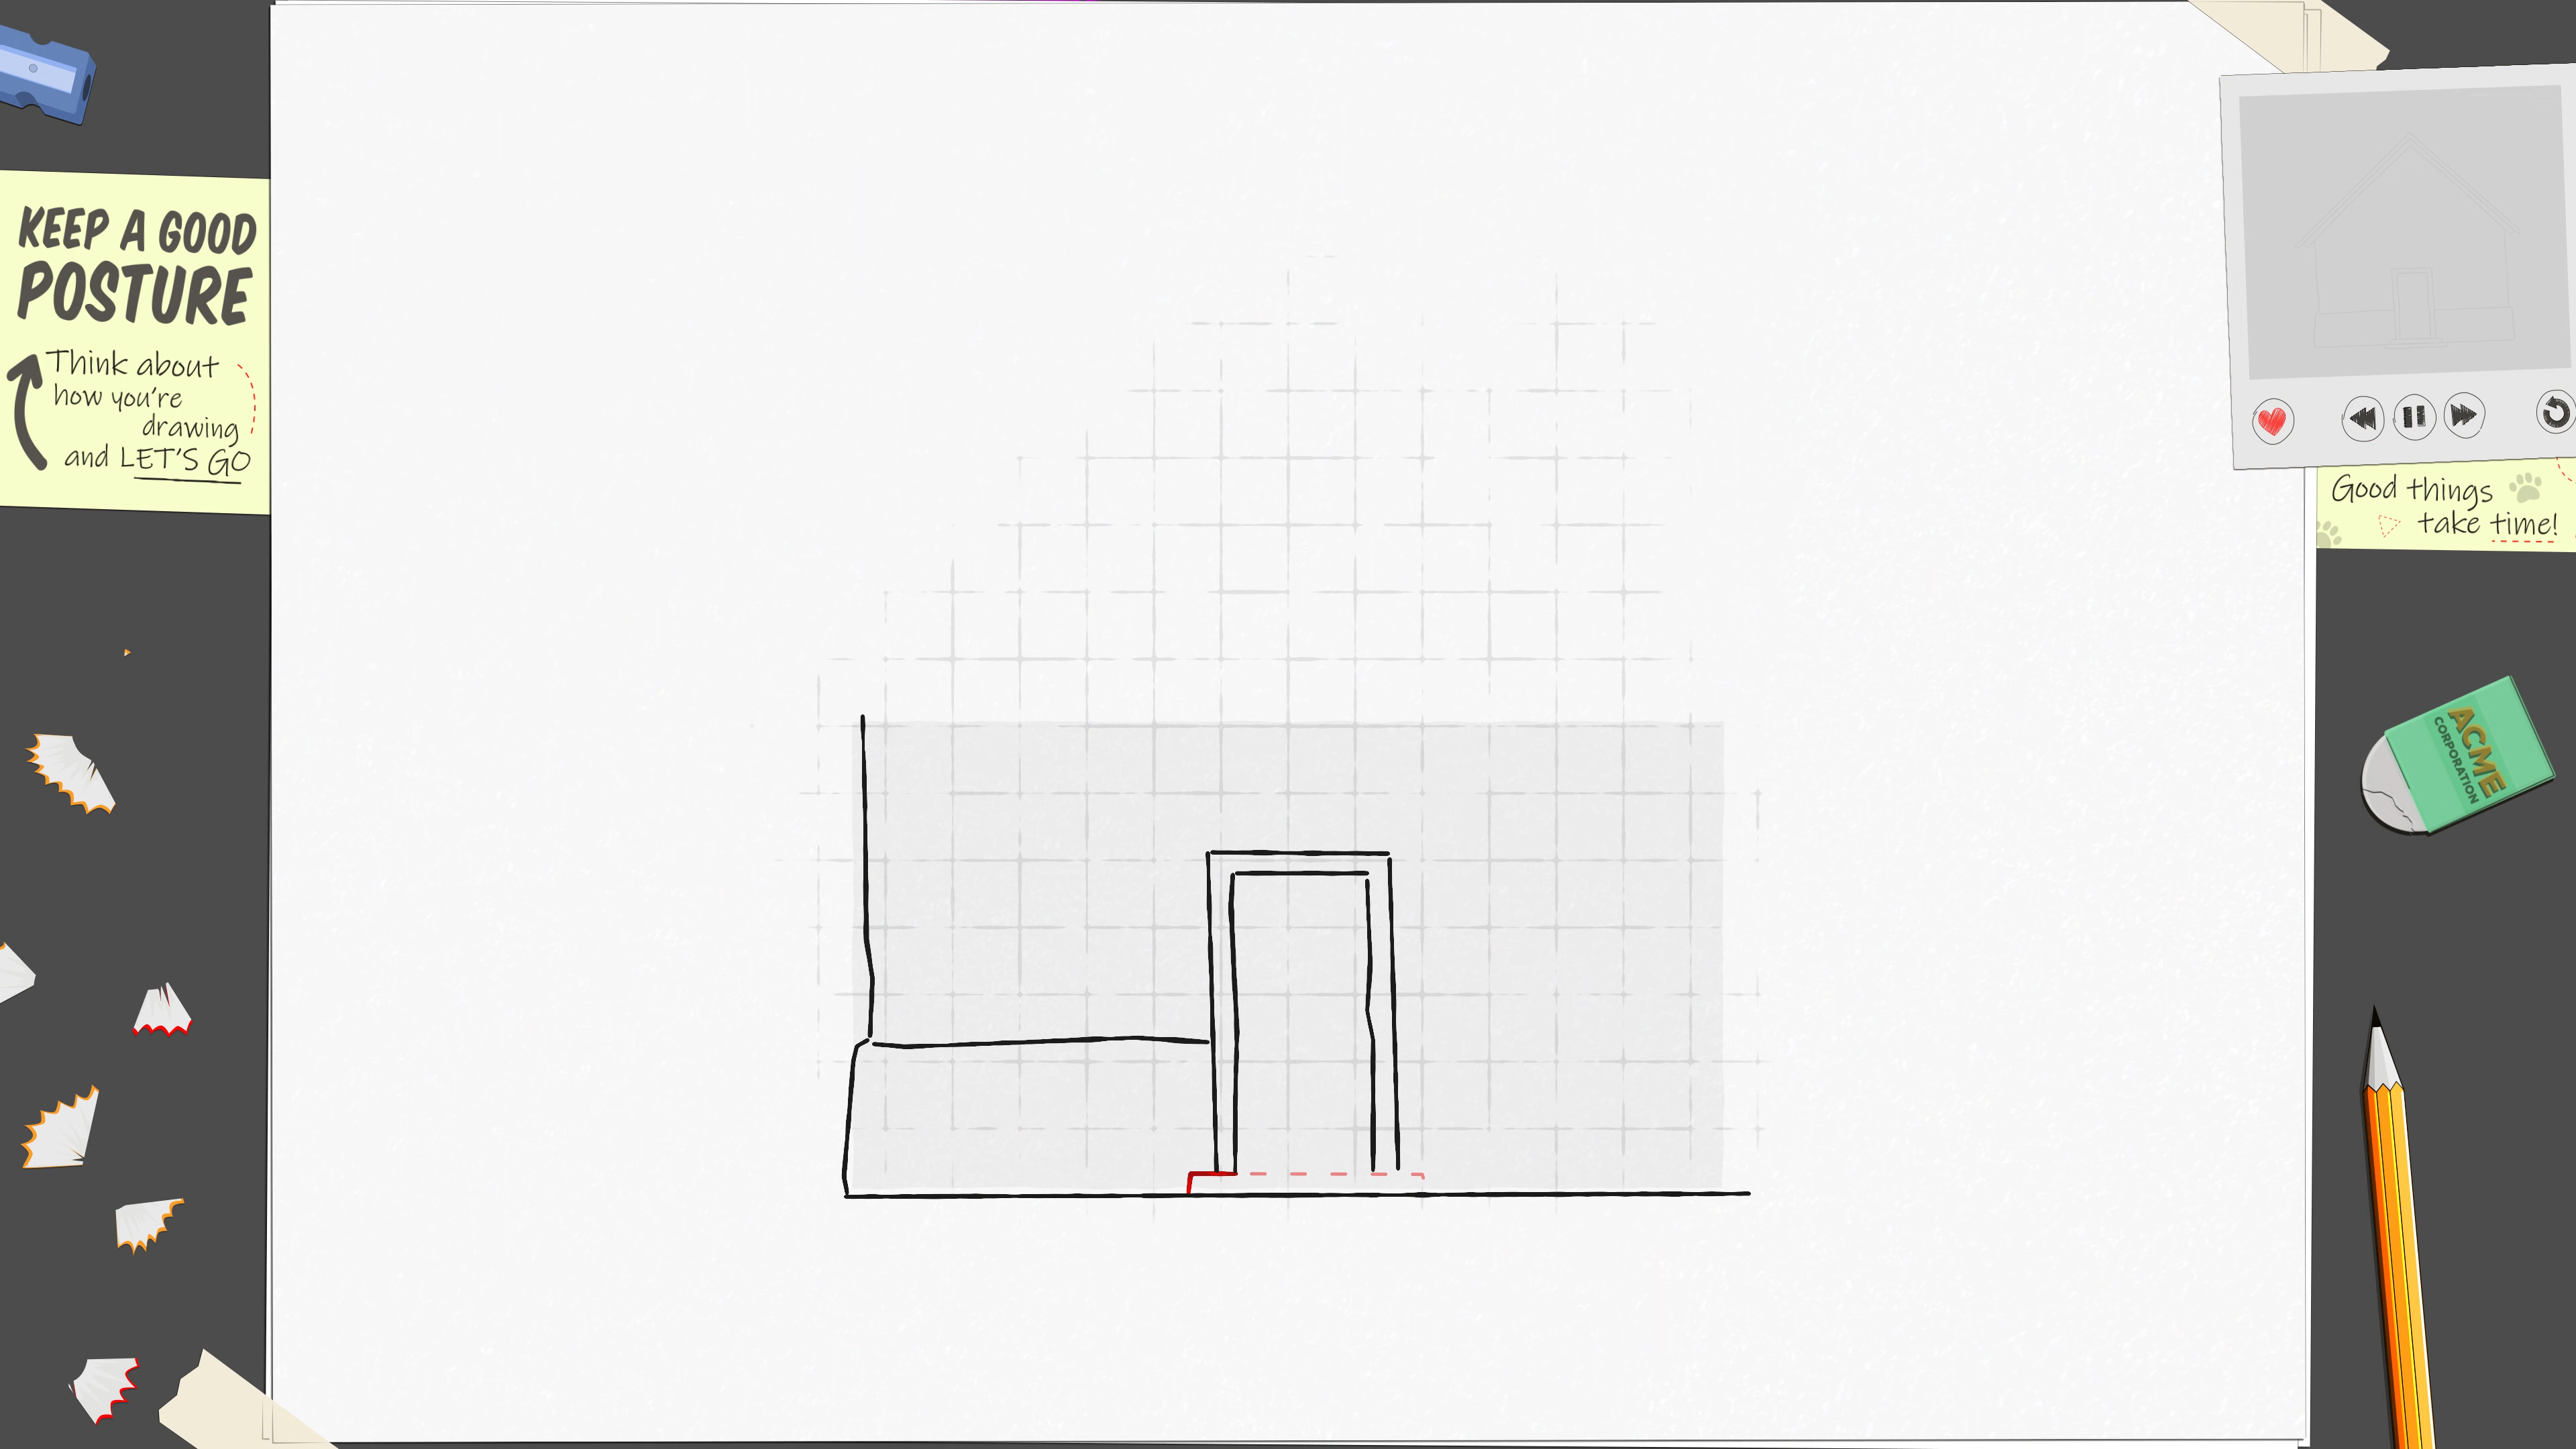 KEEP A GOOD
POSTURE
Think about
how you're
drawing
and LET'S GO
Good things
take time!
ACME
CORPORATION